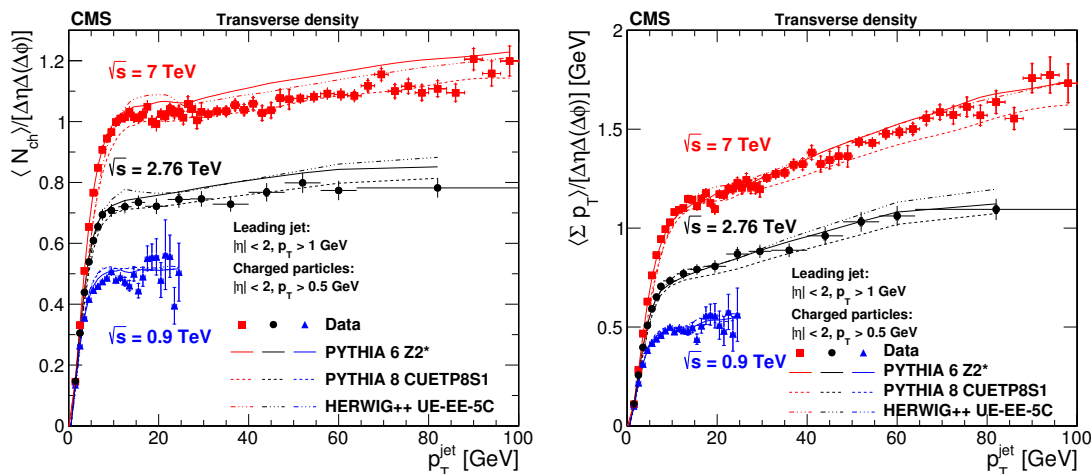 CMS Transverse density
⟨ N_ch⟩/[ΔηΔ(Δϕ)]
1.2
1
0.8
0.6
0.4
0.2
0
√s = 7 TeV
√s = 2.76 TeV
√s = 0.9 TeV
Leading jet:
|η| < 2, p_T > 1 GeV
Charged particles:
|η| < 2, p_T > 0.5 GeV
Data
PYTHIA 6 Z2*
PYTHIA 8 CUETP8S1
HERWIG++ UE-EE-5C
0 20 40 60 80 100
p_T^jet [GeV]
CMS Transverse density
⟨Σ p_T⟩/[ΔηΔ(Δϕ)] [GeV]
2
1.5
1
0.5
0
√s = 7 TeV
√s = 2.76 TeV
√s = 0.9 TeV
Leading jet:
|η| < 2, p_T > 1 GeV
Charged particles:
|η| < 2, p_T > 0.5 GeV
Data
PYTHIA 6 Z2*
PYTHIA 8 CUETP8S1
HERWIG++ UE-EE-5C
0 20 40 60 80 100
p_T^jet [GeV]